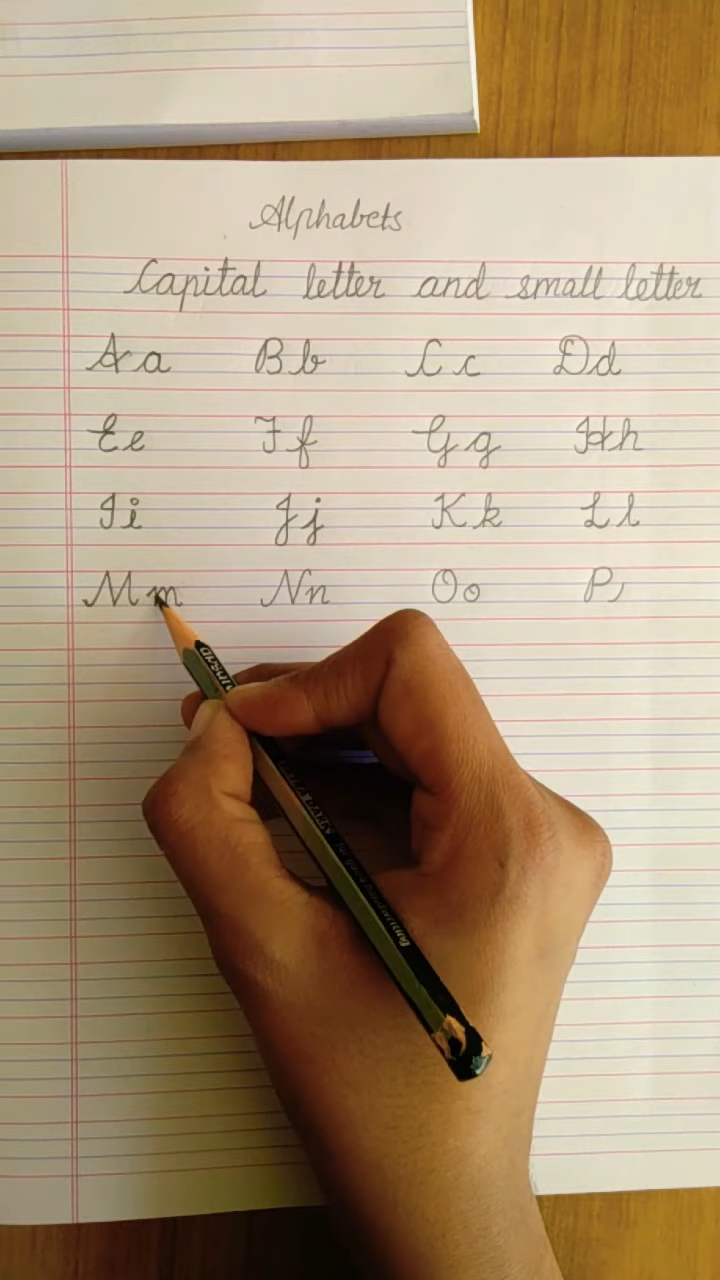 Alphabets
Capital letter and small letter
Aa Bb Cc Dd
Ee Ff Gg Hh
Ii Jj Kk Ll
Mm Nn Oo P